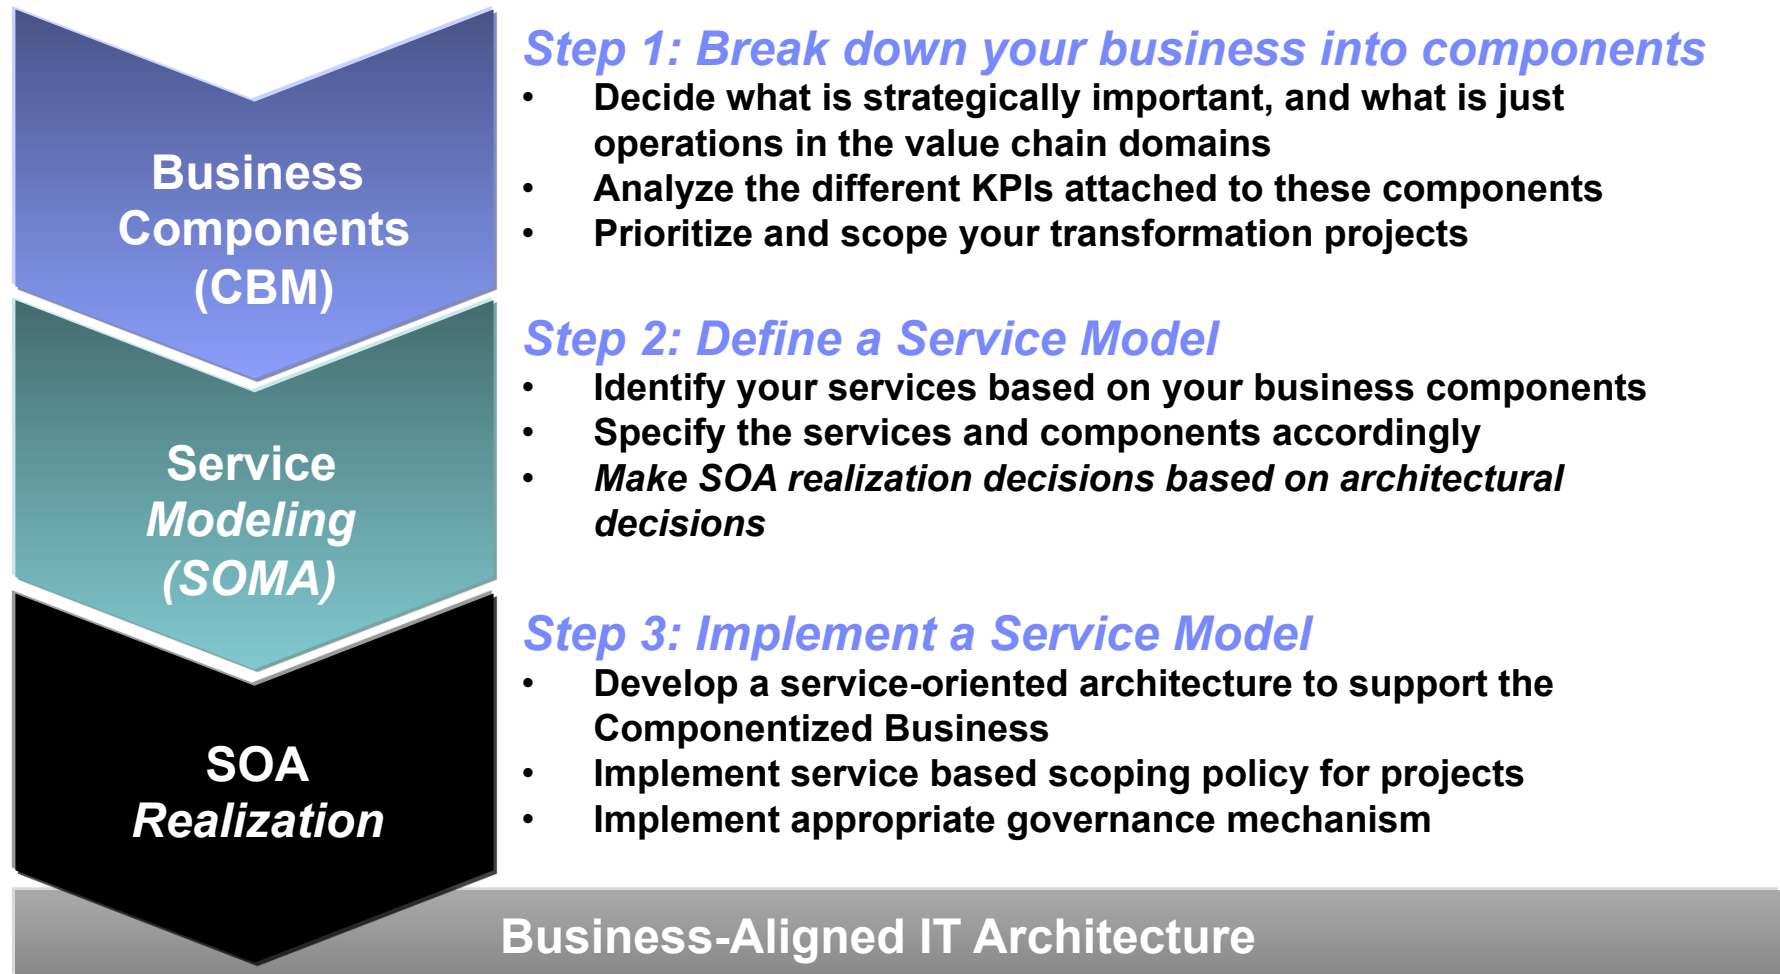 Business
Components
(CBM)
Step 1: Break down your business into components
• Decide what is strategically important, and what is just
operations in the value chain domains
• Analyze the different KPIs attached to these components
• Prioritize and scope your transformation projects
Service
Modeling
(SOMA)
Step 2: Define a Service Model
• Identify your services based on your business components
• Specify the services and components accordingly
• Make SOA realization decisions based on architectural
decisions
SOA
Realization
Step 3: Implement a Service Model
• Develop a service-oriented architecture to support the
Componentized Business
• Implement service based scoping policy for projects
• Implement appropriate governance mechanism
Business-Aligned IT Architecture